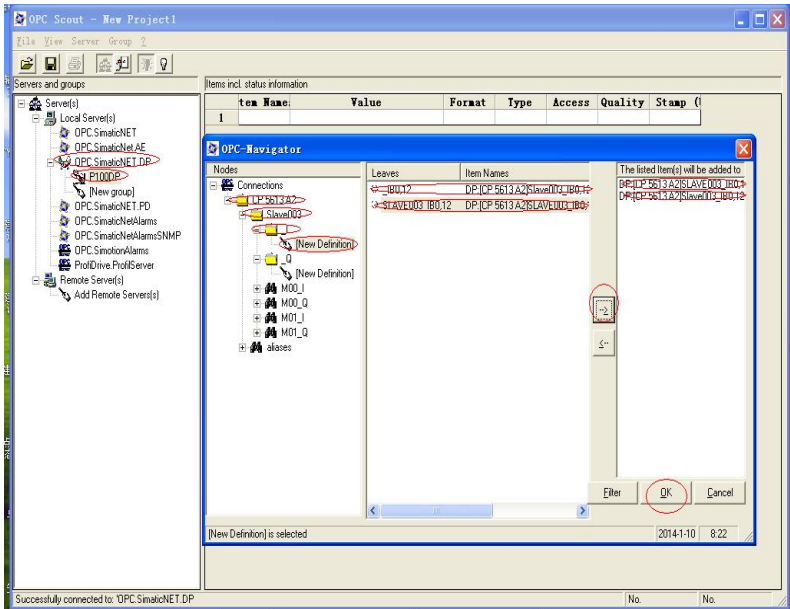 OPC Scout - New Project1
File View Server Group ?
Servers and groups
Items incl. status information
Server(s)
Local Server(s)
OPC.SimaticNET
OPC.SimaticNet.AE
OPC.SimaticNET.DP
P100DP
[New group]
OPC.SimaticNET.PD
OPC.SimaticNetAlarms
OPC.SimaticNetAlarmsSNMP
OPC.SimotionAlarms
ProfiDrive.ProfilServer
Remote Server(s)
Add Remote Servers(s)
tem Name: Value Format Type Access Quality Stamp (
1
OPC-Navigator
Nodes
Connections
CP 5613 A2
Slave003
_I
[New Definition]
_Q
[New Definition]
M00_I
M00_Q
M01_I
M01_Q
aliases
Leaves Item Names
_IB0,12 DP:[CP 5613 A2]Slave003_IB0,1
SLAVE003_IB0,12 DP:[CP 5613 A2]SLAVE003_IB0,
The listed Item(s) will be added to
DP:[CP 5613 A2]SLAVE003_IB0,1
DP:[CP 5613 A2]Slave003_IB0,12
-->
<--
Filter OK Cancel
[New Definition] is selected 2014-1-10 8:22
Successfully connected to: 'OPC.SimaticNET.DP No. No.